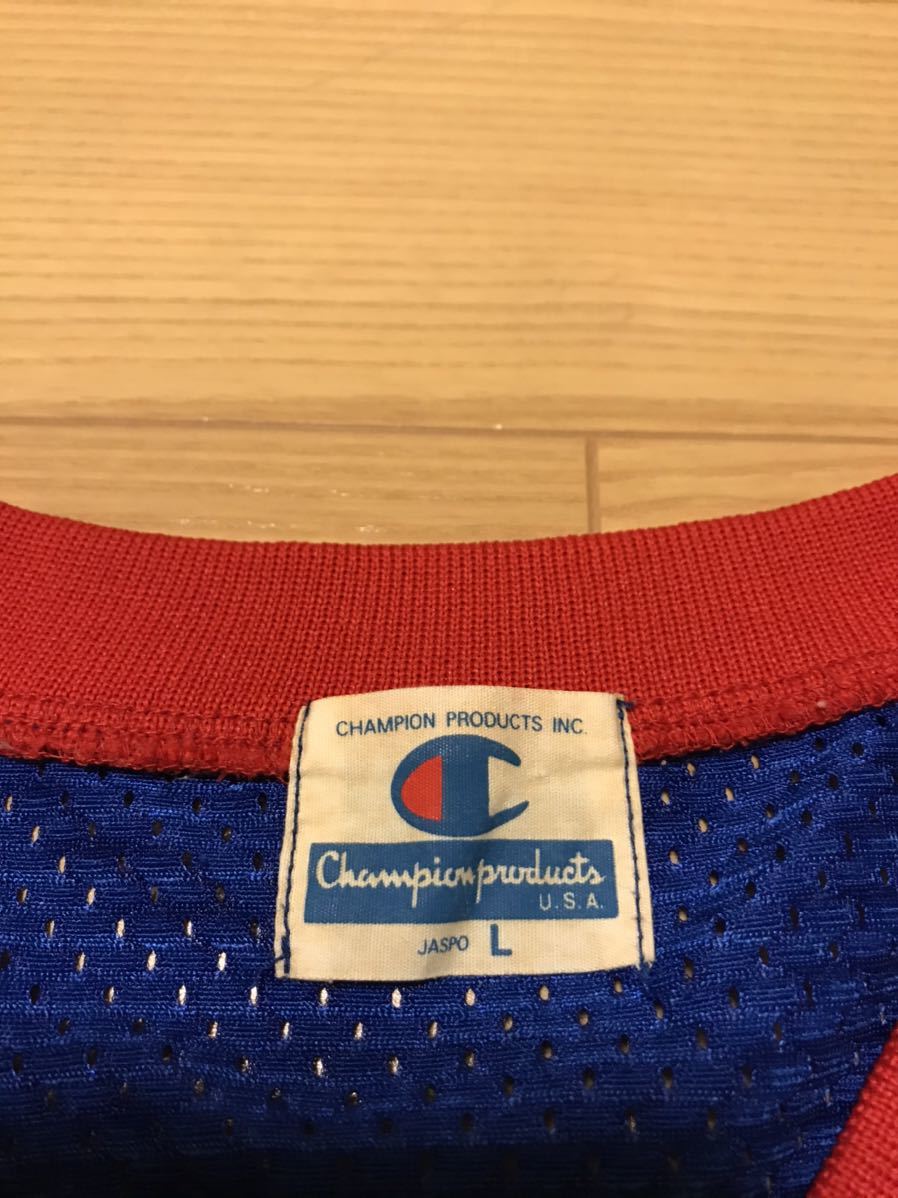 CHAMPION PRODUCTS INC.
Championproducts
U.S.A.
JASPO L